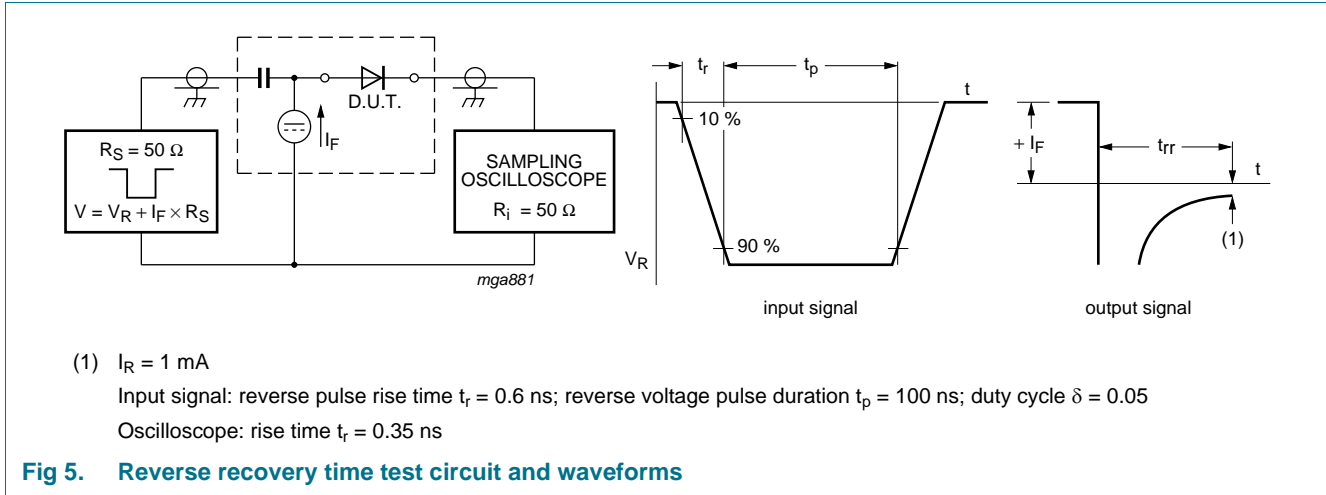 D.U.T.
I_F
R_S = 50 Ω
V = V_R + I_F × R_S
SAMPLING
OSCILLOSCOPE
R_i = 50 Ω
mga881
t_r
t_p
t
10 %
90 %
V_R
input signal
+ I_F
t_rr
t
(1)
output signal
(1) I_R = 1 mA
Input signal: reverse pulse rise time t_r = 0.6 ns; reverse voltage pulse duration t_p = 100 ns; duty cycle δ = 0.05
Oscilloscope: rise time t_r = 0.35 ns
Fig 5. Reverse recovery time test circuit and waveforms